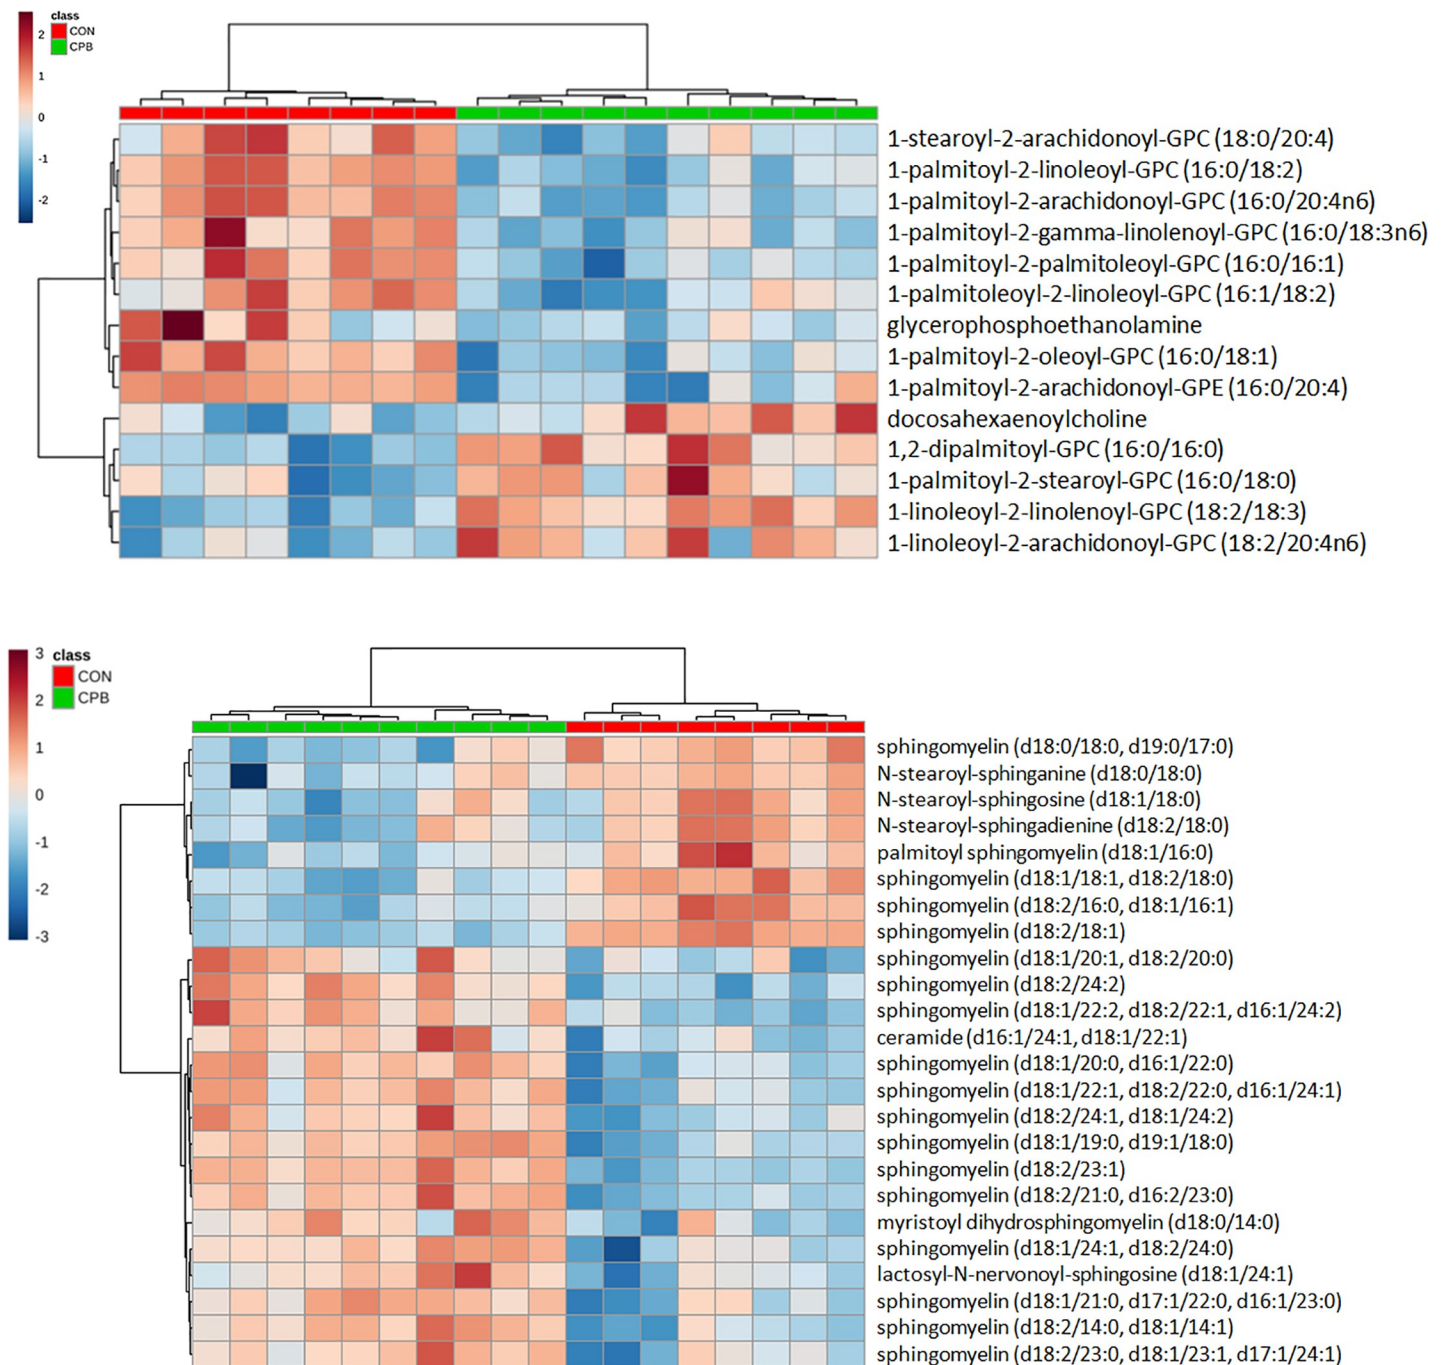 class
CON
CPB
2
1
0
-1
-2
1-stearoyl-2-arachidonoyl-GPC (18:0/20:4)
1-palmitoyl-2-linoleoyl-GPC (16:0/18:2)
1-palmitoyl-2-arachidonoyl-GPC (16:0/20:4n6)
1-palmitoyl-2-gamma-linolenoyl-GPC (16:0/18:3n6)
1-palmitoyl-2-palmitoleoyl-GPC (16:0/16:1)
1-palmitoleoyl-2-linoleoyl-GPC (16:1/18:2)
glycerophosphoethanolamine
1-palmitoyl-2-oleoyl-GPC (16:0/18:1)
1-palmitoyl-2-arachidonoyl-GPE (16:0/20:4)
docosahexaenoylcholine
1,2-dipalmitoyl-GPC (16:0/16:0)
1-palmitoyl-2-stearoyl-GPC (16:0/18:0)
1-linoleoyl-2-linolenoyl-GPC (18:2/18:3)
1-linoleoyl-2-arachidonoyl-GPC (18:2/20:4n6)
class
CON
CPB
3
2
1
0
-1
-2
-3
sphingomyelin (d18:0/18:0, d19:0/17:0)
N-stearoyl-sphinganine (d18:0/18:0)
N-stearoyl-sphingosine (d18:1/18:0)
N-stearoyl-sphingadienine (d18:2/18:0)
palmitoyl sphingomyelin (d18:1/16:0)
sphingomyelin (d18:1/18:1, d18:2/18:0)
sphingomyelin (d18:2/16:0, d18:1/16:1)
sphingomyelin (d18:2/18:1)
sphingomyelin (d18:1/20:1, d18:2/20:0)
sphingomyelin (d18:2/24:2)
sphingomyelin (d18:1/22:2, d18:2/22:1, d16:1/24:2)
ceramide (d16:1/24:1, d18:1/22:1)
sphingomyelin (d18:1/20:0, d16:1/22:0)
sphingomyelin (d18:1/22:1, d18:2/22:0, d16:1/24:1)
sphingomyelin (d18:2/24:1, d18:1/24:2)
sphingomyelin (d18:1/19:0, d19:1/18:0)
sphingomyelin (d18:2/23:1)
sphingomyelin (d18:2/21:0, d16:2/23:0)
myristoyl dihydrosphingomyelin (d18:0/14:0)
sphingomyelin (d18:1/24:1, d18:2/24:0)
lactosyl-N-nervonoyl-sphingosine (d18:1/24:1)
sphingomyelin (d18:1/21:0, d17:1/22:0, d16:1/23:0)
sphingomyelin (d18:2/14:0, d18:1/14:1)
sphingomyelin (d18:2/23:0, d18:1/23:1, d17:1/24:1)